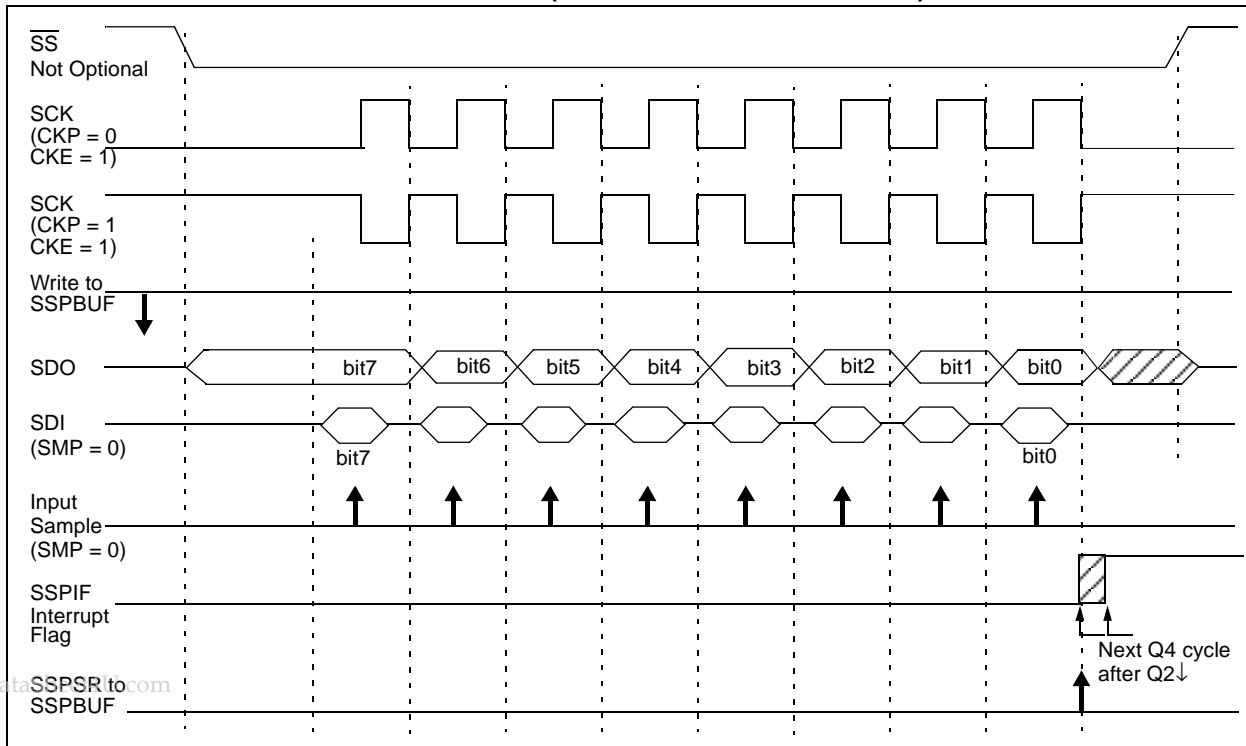 SS
Not Optional
SCK
(CKP = 0
CKE = 1)
SCK
(CKP = 1
CKE = 1)
Write to
SSPBUF
SDO
bit7 bit6 bit5 bit4 bit3 bit2 bit1 bit0
SDI
(SMP = 0)
bit7 bit0
Input
Sample
(SMP = 0)
SSPIF
Interrupt
Flag
Next Q4 cycle
after Q2↓
SSPSR to
SSPBUF